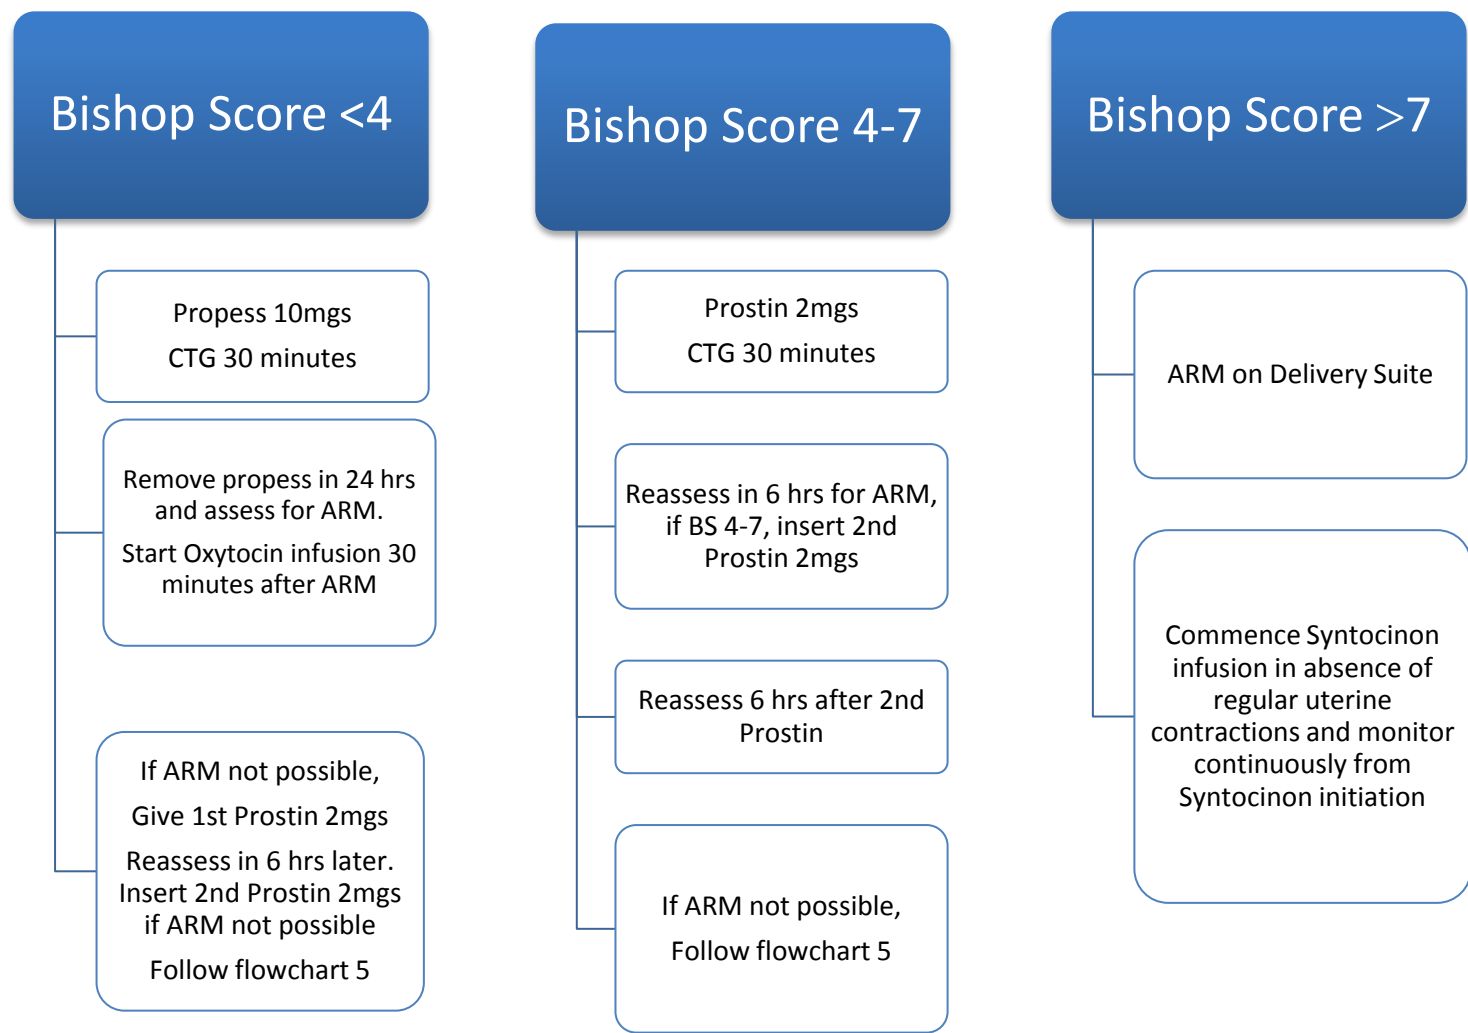 Bishop Score <4
Propess 10mgs
CTG 30 minutes
Remove propess in 24 hrs
and assess for ARM.
Start Oxytocin infusion 30
minutes after ARM
If ARM not possible,
Give 1st Prostin 2mgs
Reassess in 6 hrs later.
Insert 2nd Prostin 2mgs
if ARM not possible
Follow flowchart 5
Bishop Score 4-7
Prostin 2mgs
CTG 30 minutes
Reassess in 6 hrs for ARM,
if BS 4-7, insert 2nd
Prostin 2mgs
Reassess 6 hrs after 2nd
Prostin
If ARM not possible,
Follow flowchart 5
Bishop Score >7
ARM on Delivery Suite
Commence Syntocinon
infusion in absence of
regular uterine
contractions and monitor
continuously from
Syntocinon initiation